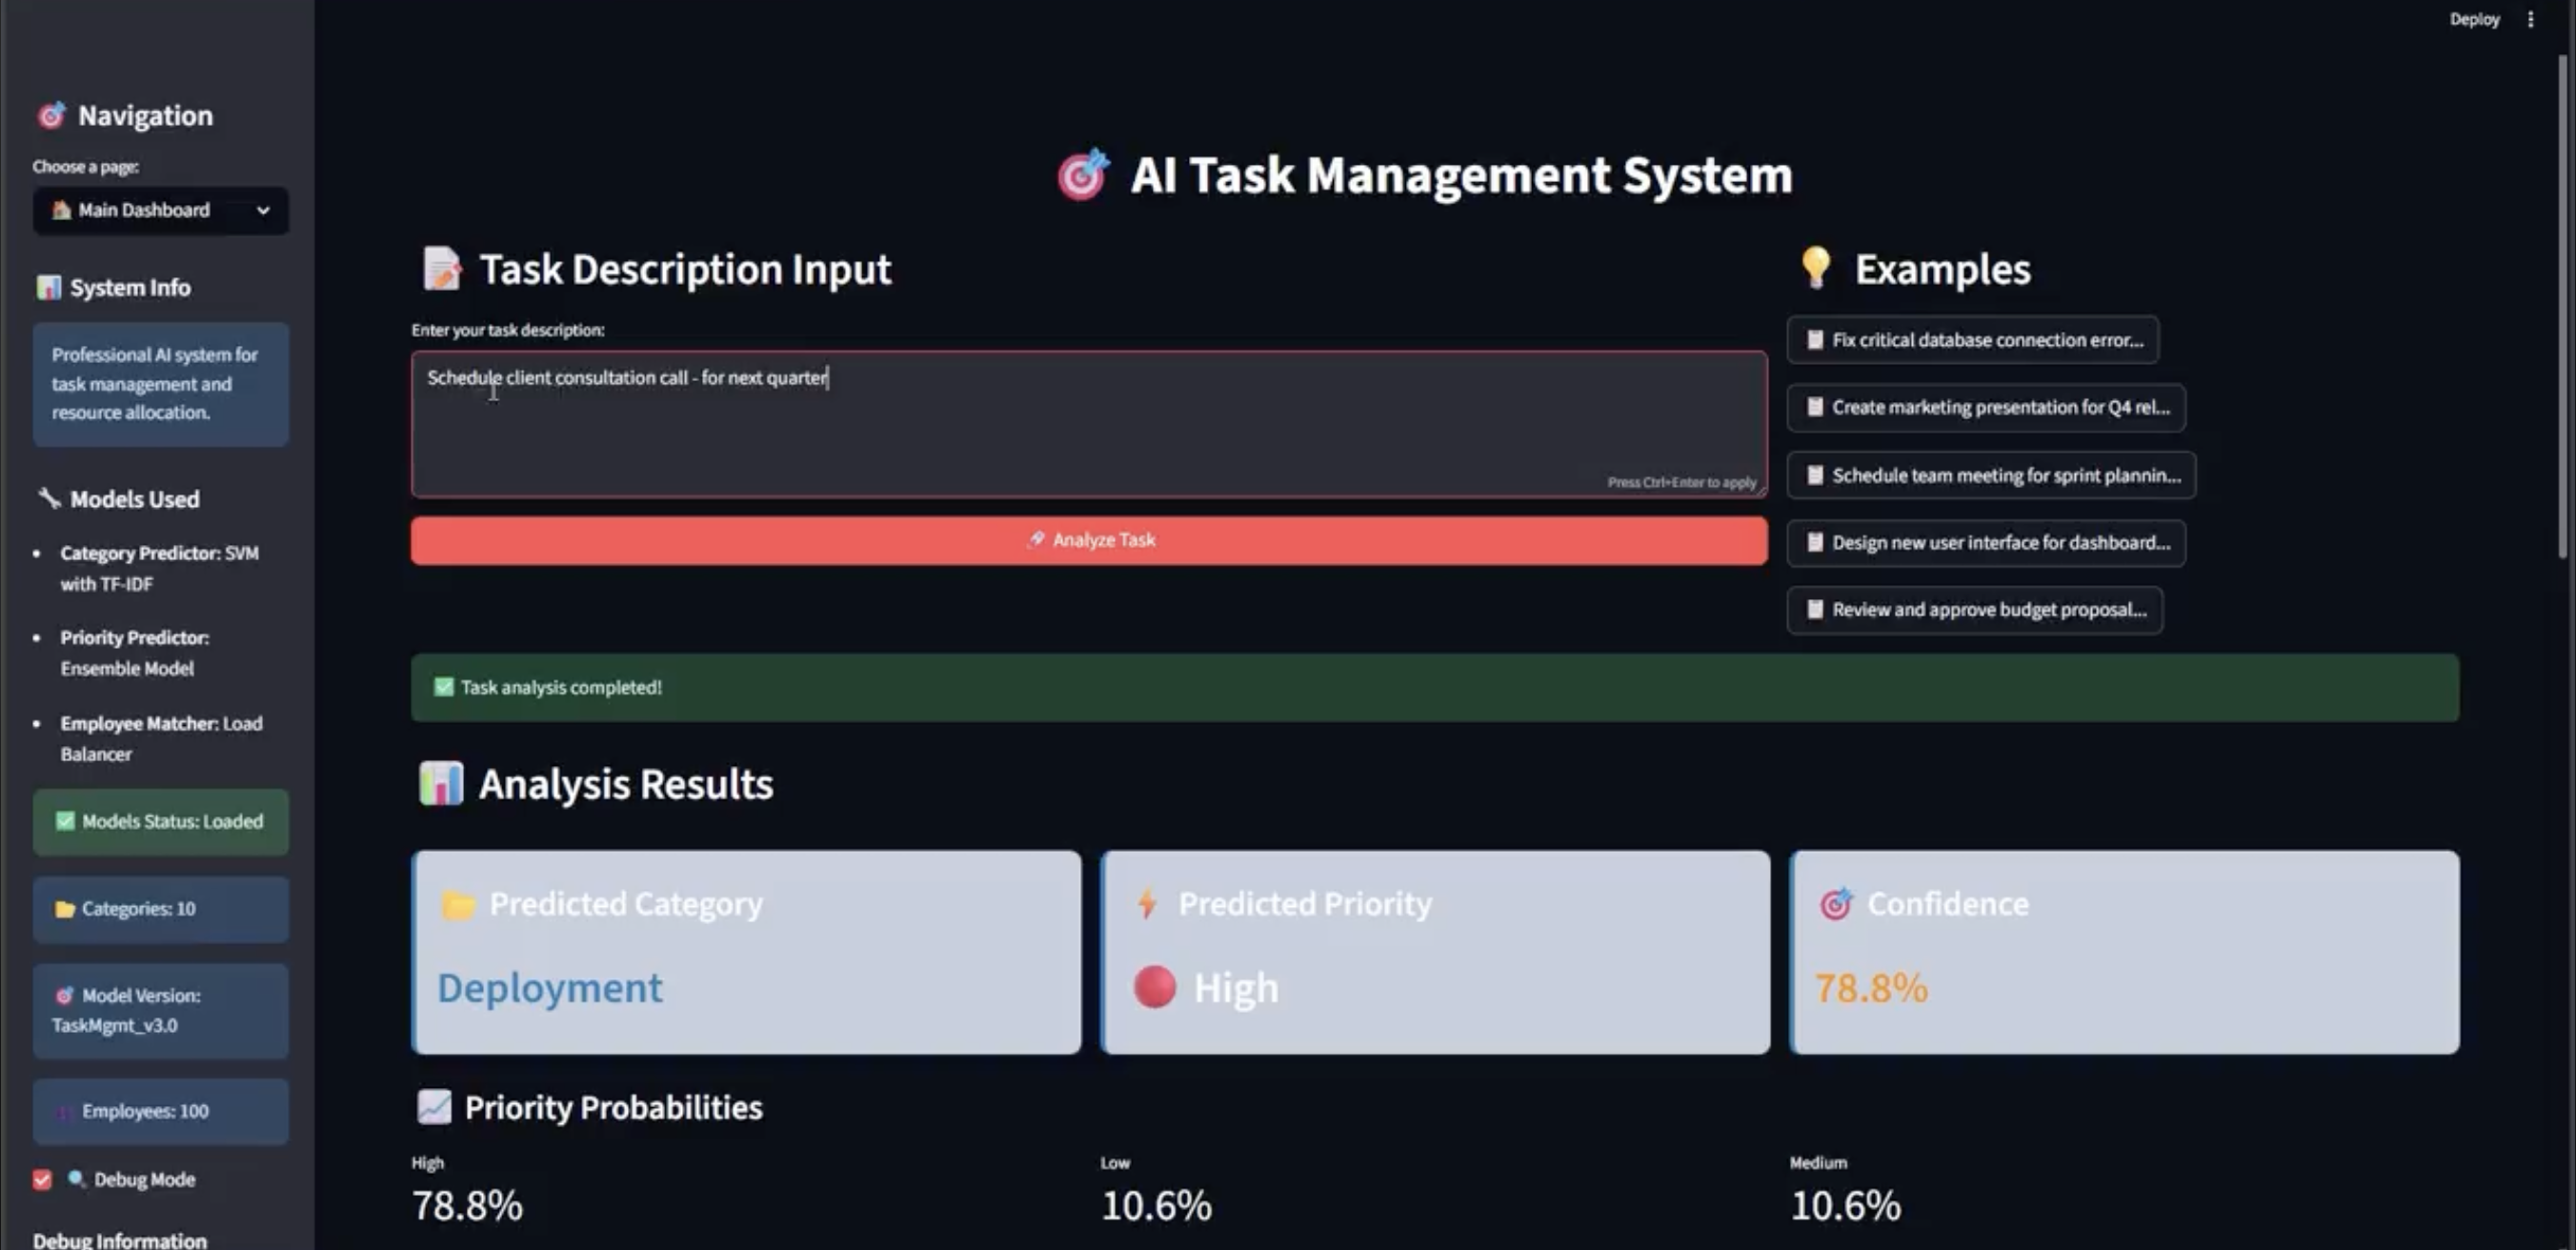 Deploy
Navigation
Choose a page:
Main Dashboard
System Info
Professional AI system for
task management and
resource allocation.
Models Used
Category Predictor: SVM
with TF-IDF
Priority Predictor:
Ensemble Model
Employee Matcher: Load
Balancer
Models Status: Loaded
Categories: 10
Model Version:
TaskMgmt_v3.0
Employees: 100
Debug Mode
Debug Information
AI Task Management System
Task Description Input
Enter your task description:
Schedule client consultation call - for next quarter
Press Ctrl+Enter to apply
Analyze Task
Examples
Fix critical database connection error...
Create marketing presentation for Q4 rel...
Schedule team meeting for sprint plannin...
Design new user interface for dashboard...
Review and approve budget proposal...
Task analysis completed!
Analysis Results
Predicted Category
Deployment
Predicted Priority
High
Confidence
78.8%
Priority Probabilities
High
78.8%
Low
10.6%
Medium
10.6%